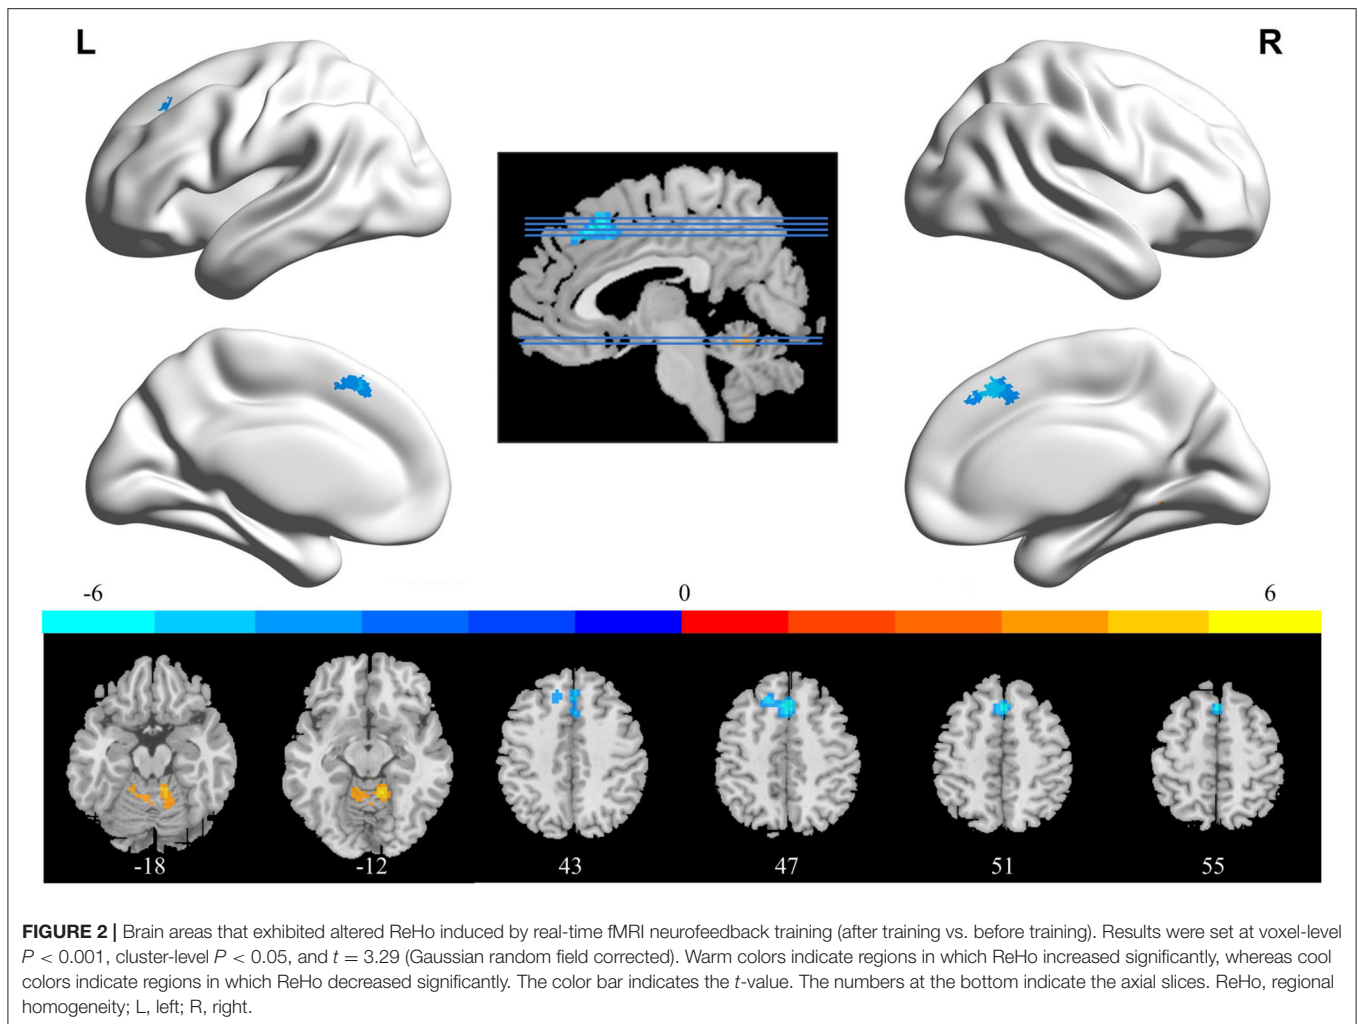 L
R
-6
0
6
-18
-12
43
47
51
55
FIGURE 2 | Brain areas that exhibited altered ReHo induced by real-time fMRI neurofeedback training (after training vs. before training). Results were set at voxel-level
P < 0.001, cluster-level P < 0.05, and t = 3.29 (Gaussian random field corrected). Warm colors indicate regions in which ReHo increased significantly, whereas cool
colors indicate regions in which ReHo decreased significantly. The color bar indicates the t-value. The numbers at the bottom indicate the axial slices. ReHo, regional
homogeneity; L, left; R, right.